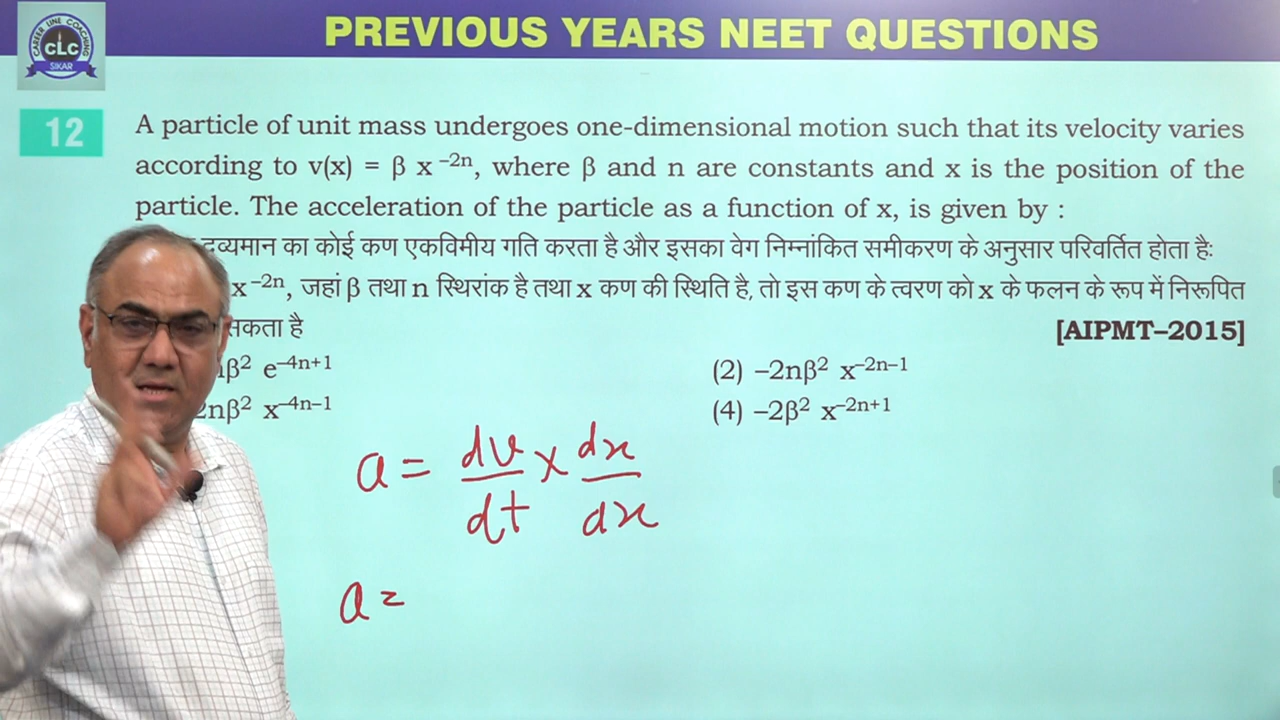 PREVIOUS YEARS NEET QUESTIONS
CAREER LINE COACHING
CLC
SIKAR
12
A particle of unit mass undergoes one-dimensional motion such that its velocity varies
according to v(x) = β x⁻²ⁿ, where β and n are constants and x is the position of the
particle. The acceleration of the particle as a function of x, is given by :
द्रव्यमान का कोई कण एकविमीय गति करता है और इसका वेग निम्नांकित समीकरण के अनुसार परिवर्तित होता हैः
x⁻²ⁿ, जहां β तथा n स्थिरांक है तथा x कण की स्थिति है, तो इस कण के त्वरण को x के फलन के रूप में निरूपित
सकता है
[AIPMT–2015]
β² e⁻⁴ⁿ⁺¹
(2) –2nβ² x⁻²ⁿ⁻¹
2nβ² x⁻⁴ⁿ⁻¹
(4) –2β² x⁻²ⁿ⁺¹
a = dv/dt × dx/dx
a =